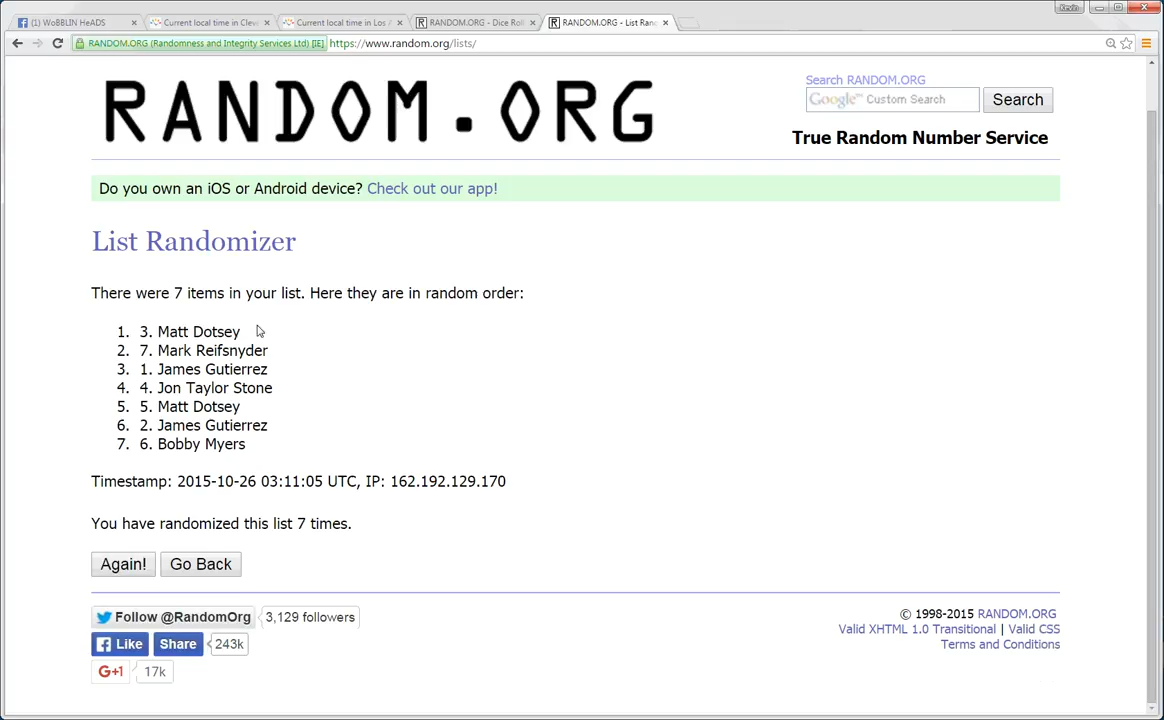 Kevin
(1) WoBBLIN HeADS
Current local time in Clev
Current local time in Los A
RANDOM.ORG - Dice Roll
RANDOM.ORG - List Rand
RANDOM.ORG (Randomness and Integrity Services Ltd) [IE]
https://www.random.org/lists/
RANDOM.ORG
Search RANDOM.ORG
Google™ Custom Search
Search
True Random Number Service
Do you own an iOS or Android device? Check out our app!
List Randomizer
There were 7 items in your list. Here they are in random order:
1. 3. Matt Dotsey
2. 7. Mark Reifsnyder
3. 1. James Gutierrez
4. 4. Jon Taylor Stone
5. 5. Matt Dotsey
6. 2. James Gutierrez
7. 6. Bobby Myers
Timestamp: 2015-10-26 03:11:05 UTC, IP: 162.192.129.170
You have randomized this list 7 times.
Again! Go Back
Follow @RandomOrg 3,129 followers
Like Share 243k
G+1 17k
© 1998-2015 RANDOM.ORG
Valid XHTML 1.0 Transitional | Valid CSS
Terms and Conditions